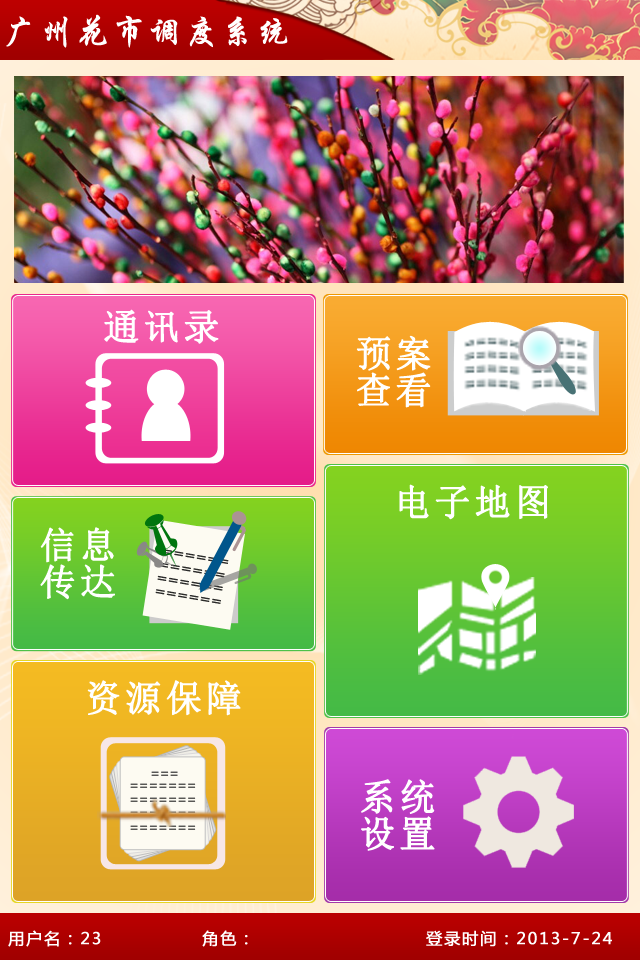 广州花市调度系统
通讯录
预案
查看
信息
传达
电子地图
资源保障
系统
设置
用户名：23
角色：
登录时间：2013-7-24